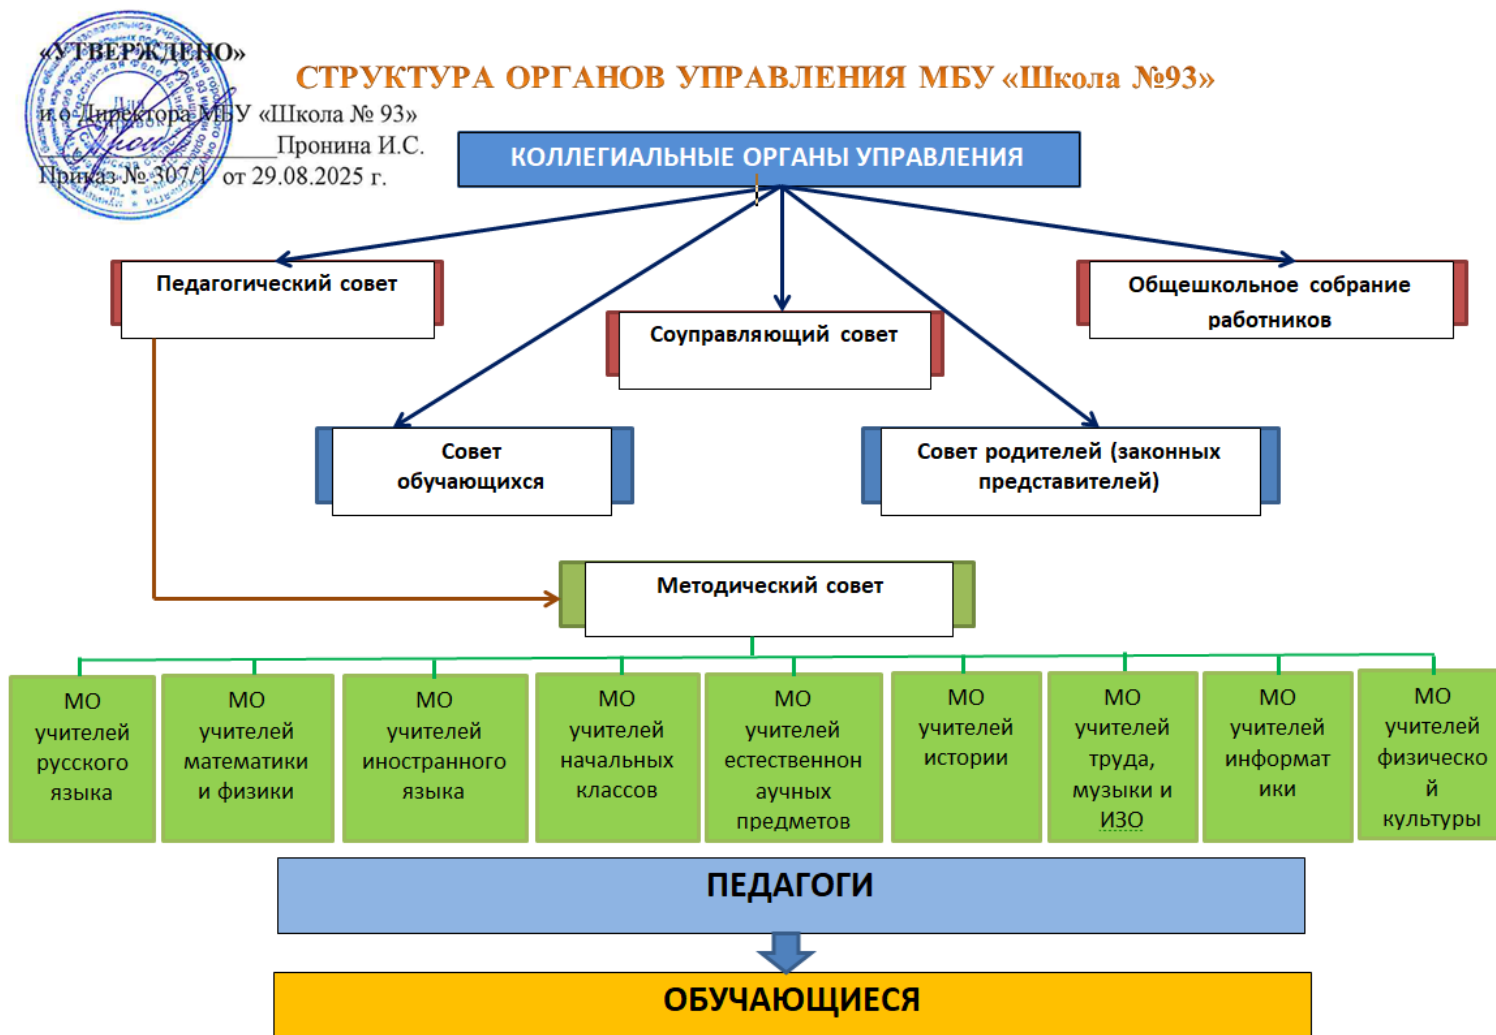 «УТВЕРЖДЕНО»
СТРУКТУРА ОРГАНОВ УПРАВЛЕНИЯ МБУ «Школа №93»
и.о Директора МБУ «Школа № 93»
Пронина И.С.
Приказ № 307/1 от 29.08.2025 г.
КОЛЛЕГИАЛЬНЫЕ ОРГАНЫ УПРАВЛЕНИЯ
Педагогический совет
Общешкольное собрание
работников
Соуправляющий совет
Совет
обучающихся
Совет родителей (законных
представителей)
Методический совет
МО
учителей
русского
языка
МО
учителей
математики
и физики
МО
учителей
иностранного
языка
МО
учителей
начальных
классов
МО
учителей
естественнон
аучных
предметов
МО
учителей
истории
МО
учителей
труда,
музыки и
ИЗО
МО
учителей
информат
ики
МО
учителей
физическо
й
культуры
ПЕДАГОГИ
ОБУЧАЮЩИЕСЯ